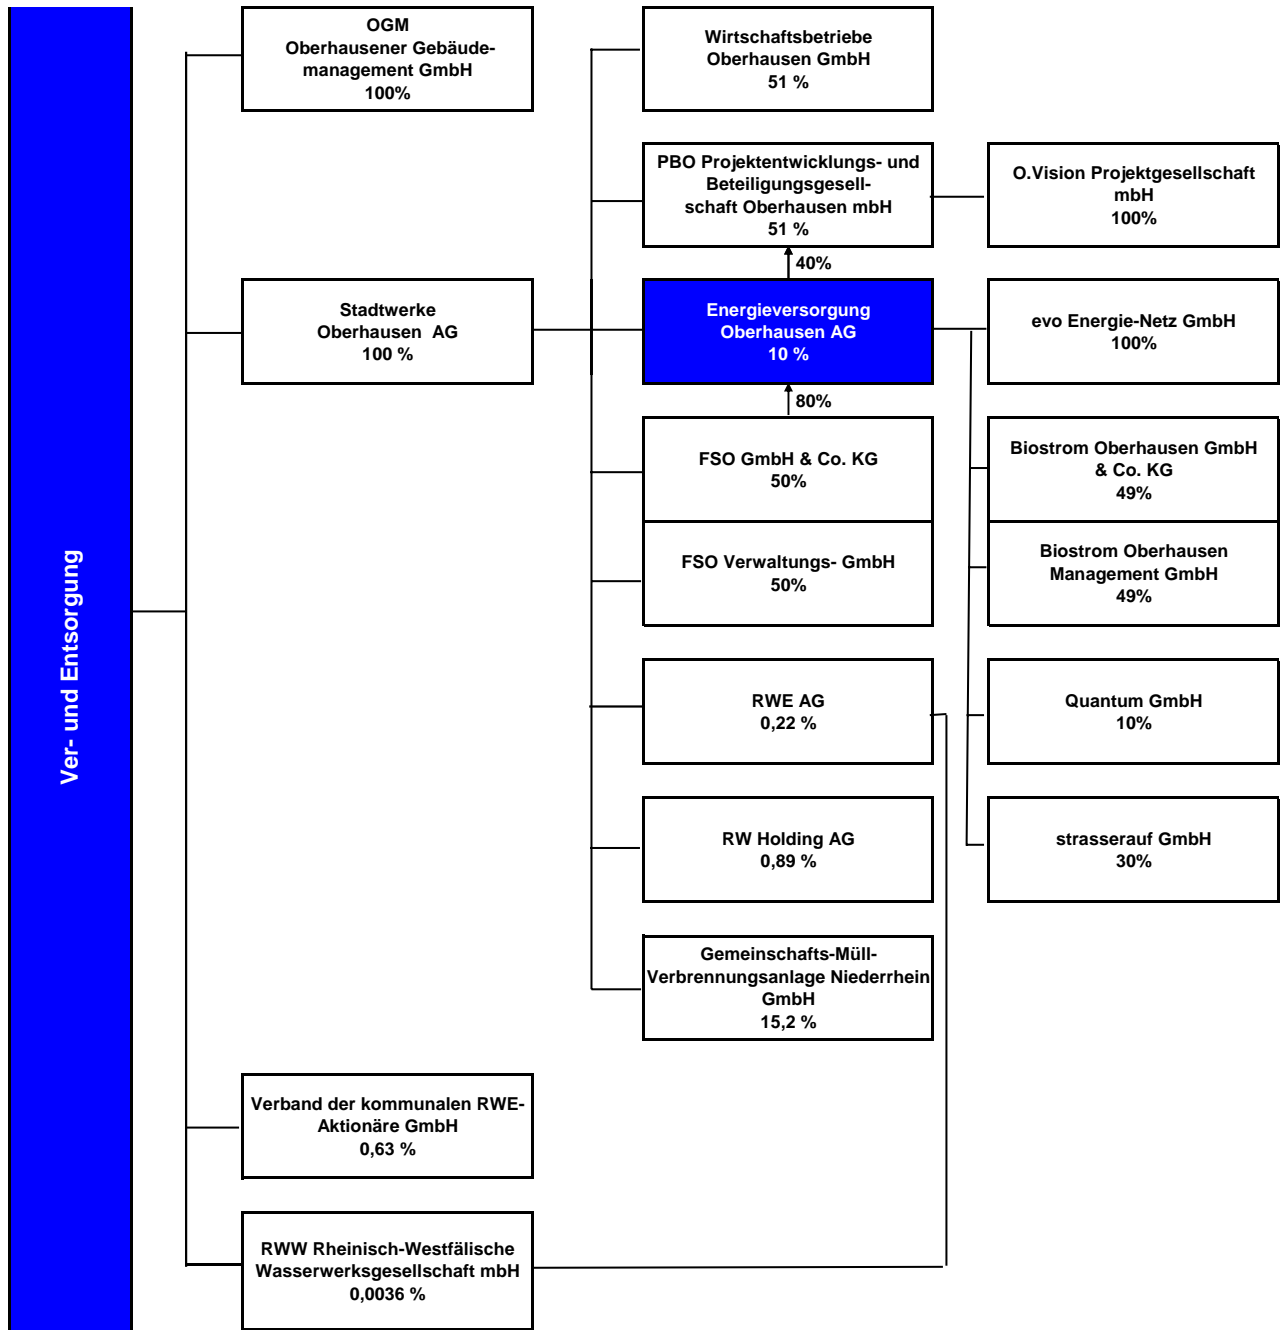 Ver- und Entsorgung
OGM
Oberhausener Gebäude-
management GmbH
100%
Stadtwerke
Oberhausen AG
100 %
Verband der kommunalen RWE-
Aktionäre GmbH
0,63 %
RWW Rheinisch-Westfälische
Wasserwerksgesellschaft mbH
0,0036 %
Wirtschaftsbetriebe
Oberhausen GmbH
51 %
PBO Projektentwicklungs- und
Beteiligungsgesell-
schaft Oberhausen mbH
51 %
40%
Energieversorgung
Oberhausen AG
10 %
80%
FSO GmbH & Co. KG
50%
FSO Verwaltungs- GmbH
50%
RWE AG
0,22 %
RW Holding AG
0,89 %
Gemeinschafts-Müll-
Verbrennungsanlage Niederrhein
GmbH
15,2 %
O.Vision Projektgesellschaft
mbH
100%
evo Energie-Netz GmbH
100%
Biostrom Oberhausen GmbH
& Co. KG
49%
Biostrom Oberhausen
Management GmbH
49%
Quantum GmbH
10%
strasserauf GmbH
30%